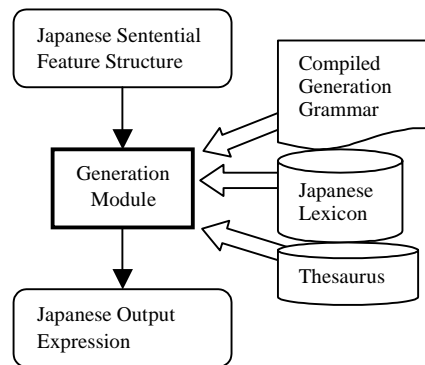 Japanese Sentential
Feature Structure
Compiled
Generation
Grammar
Generation
Module
Japanese
Lexicon
Thesaurus
Japanese Output
Expression